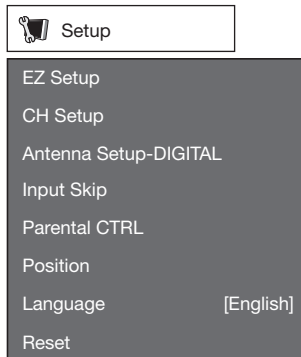 Setup
EZ Setup
CH Setup
Antenna Setup-DIGITAL
Input Skip
Parental CTRL
Position
Language [English]
Reset